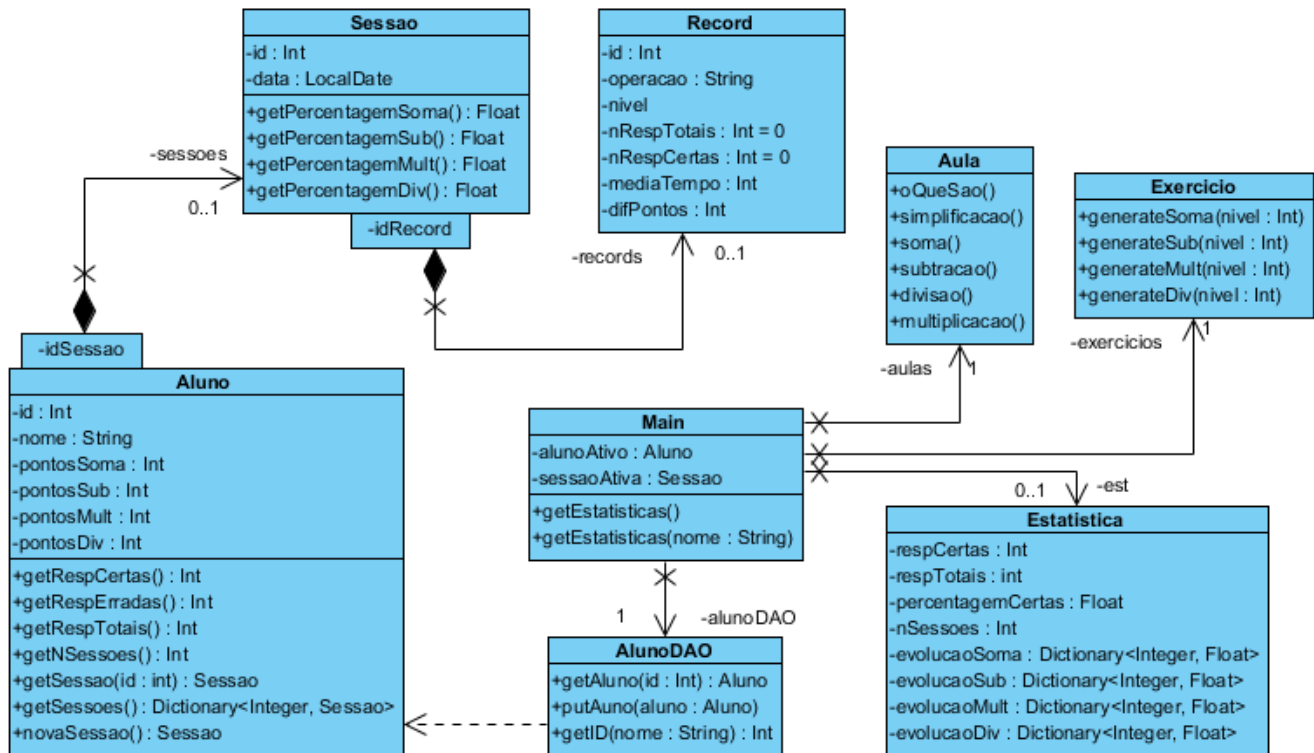 Sessao
-id : Int
-data : LocalDate
+getPercentagemSoma() : Float
+getPercentagemSub() : Float
+getPercentagemMult() : Float
+getPercentagemDiv() : Float
-idRecord
-sessoes
0..1
Record
-id : Int
-operacao : String
-nivel
-nRespTotais : Int = 0
-nRespCertas : Int = 0
-mediaTempo : Int
-difPontos : Int
-records
0..1
Aula
+oQueSao()
+simplificacao()
+soma()
+subtracao()
+divisao()
+multiplicacao()
-aulas
1
Exercicio
+generateSoma(nivel : Int)
+generateSub(nivel : Int)
+generateMult(nivel : Int)
+generateDiv(nivel : Int)
-exercicios
1
-idSessao
Aluno
-id : Int
-nome : String
-pontosSoma : Int
-pontosSub : Int
-pontosMult : Int
-pontosDiv : Int
+getRespCertas() : Int
+getRespErradas() : Int
+getRespTotais() : Int
+getNSessoes() : Int
+getSessao(id : int) : Sessao
+getSessoes() : Dictionary<Integer, Sessao>
+novaSessao() : Sessao
Main
-alunoAtivo : Aluno
-sessaoAtiva : Sessao
+getEstatisticas()
+getEstatisticas(nome : String)
1
-alunoDAO
AlunoDAO
+getAluno(id : Int) : Aluno
+putAuno(aluno : Aluno)
+getID(nome : String) : Int
0..1
-est
Estatistica
-respCertas : Int
-respTotais : int
-percentagemCertas : Float
-nSessoes : Int
-evolucaoSoma : Dictionary<Integer, Float>
-evolucaoSub : Dictionary<Integer, Float>
-evolucaoMult : Dictionary<Integer, Float>
-evolucaoDiv : Dictionary<Integer, Float>